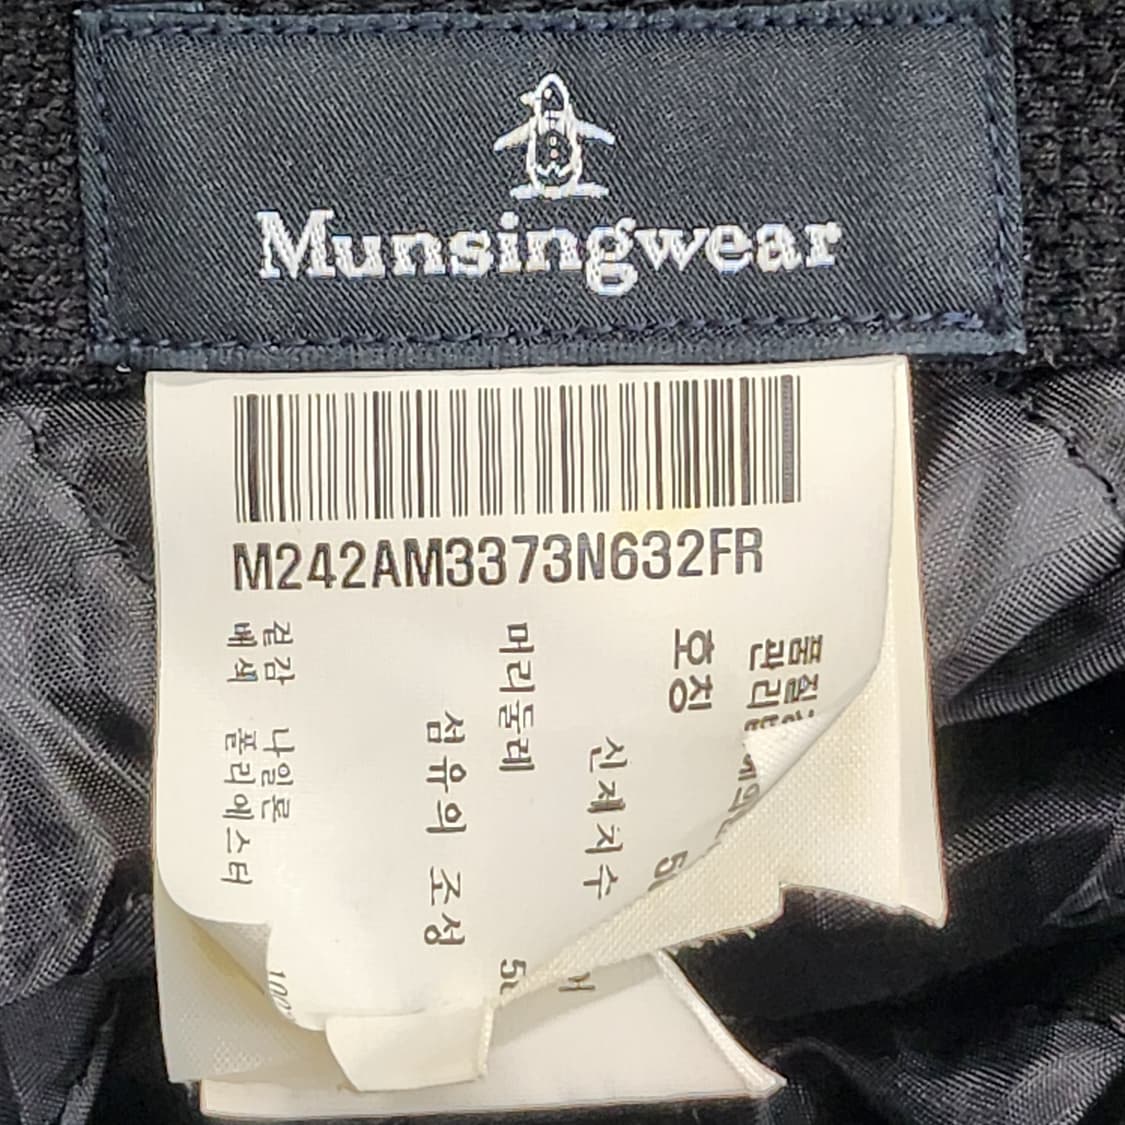 Munsingwear
M242AM3373N632FR
호칭
신체치수
머리둘레
섬유의 조성
겉감 나일론
배색 폴리에스터